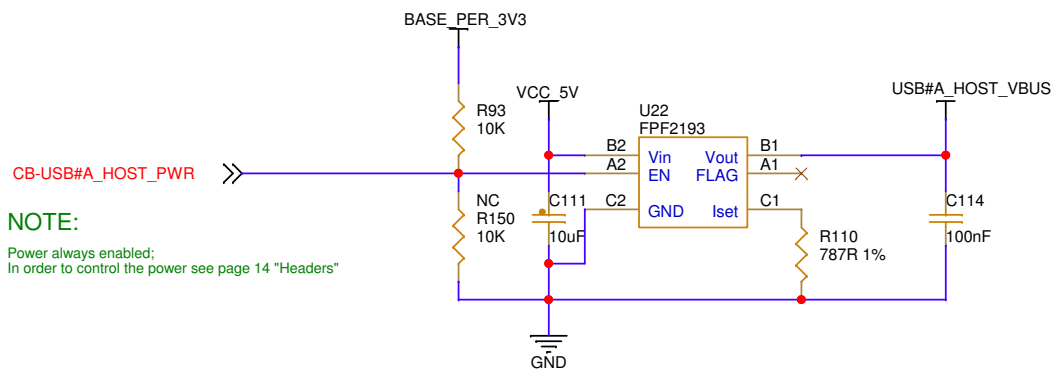 BASE_PER_3V3
R93
10K
VCC_5V
USB#A_HOST_VBUS
U22
FPF2193
B2
Vin
Vout
B1
A2
EN
FLAG
A1
C2
GND
Iset
C1
CB-USB#A_HOST_PWR
NC
R150
10K
C111
10uF
R110
787R 1%
C114
100nF
NOTE:
Power always enabled;
In order to control the power see page 14 "Headers"
GND